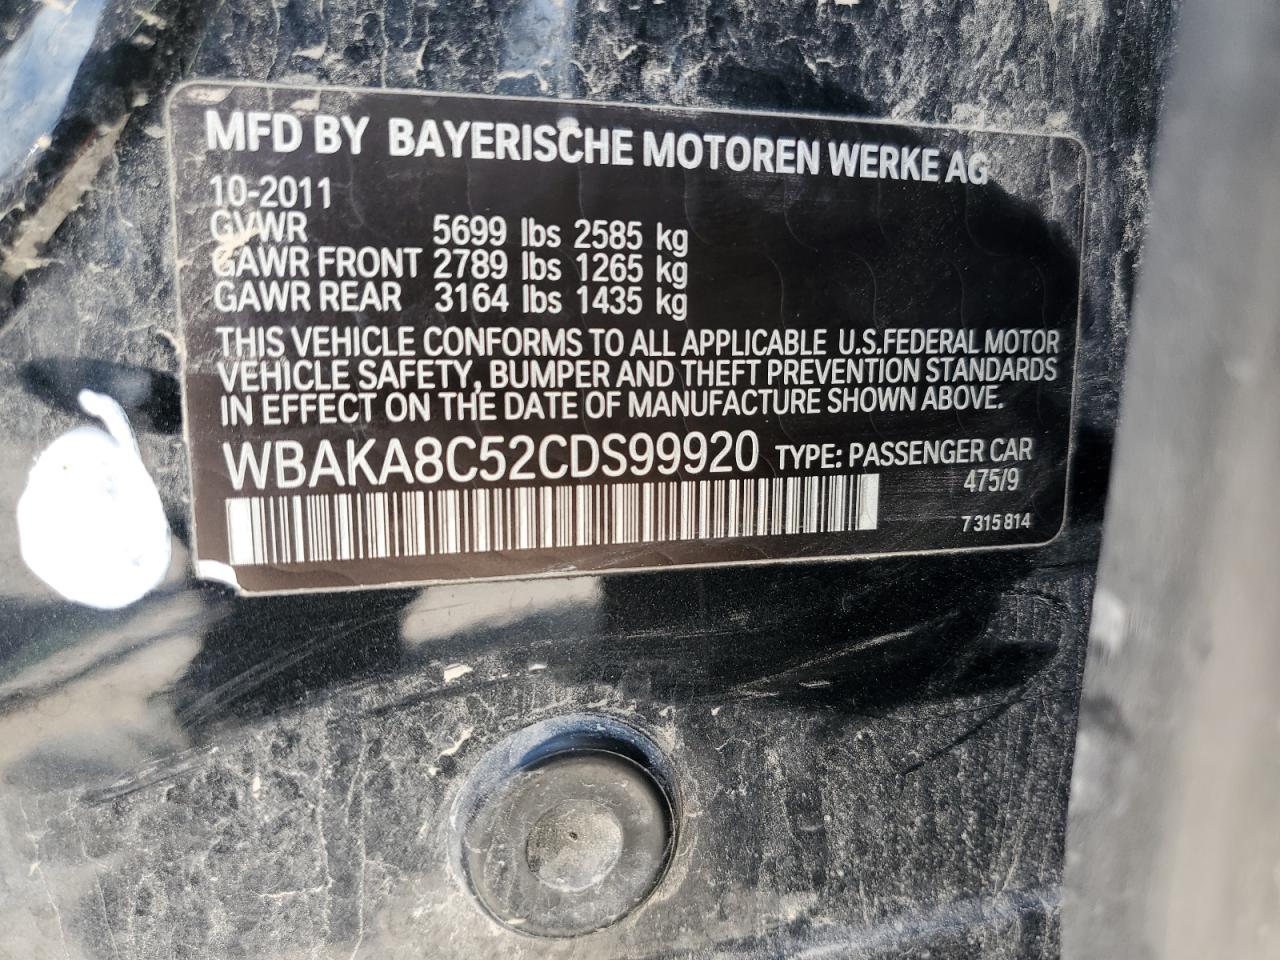 MFD BY BAYERISCHE MOTOREN WERKE AG
10-2011
GVWR 5699 lbs 2585 kg
GAWR FRONT 2789 lbs 1265 kg
GAWR REAR 3164 lbs 1435 kg
THIS VEHICLE CONFORMS TO ALL APPLICABLE U.S.FEDERAL MOTOR
VEHICLE SAFETY, BUMPER AND THEFT PREVENTION STANDARDS
IN EFFECT ON THE DATE OF MANUFACTURE SHOWN ABOVE.
WBAKA8C52CDS99920 TYPE: PASSENGER CAR
475/9
7 315 814